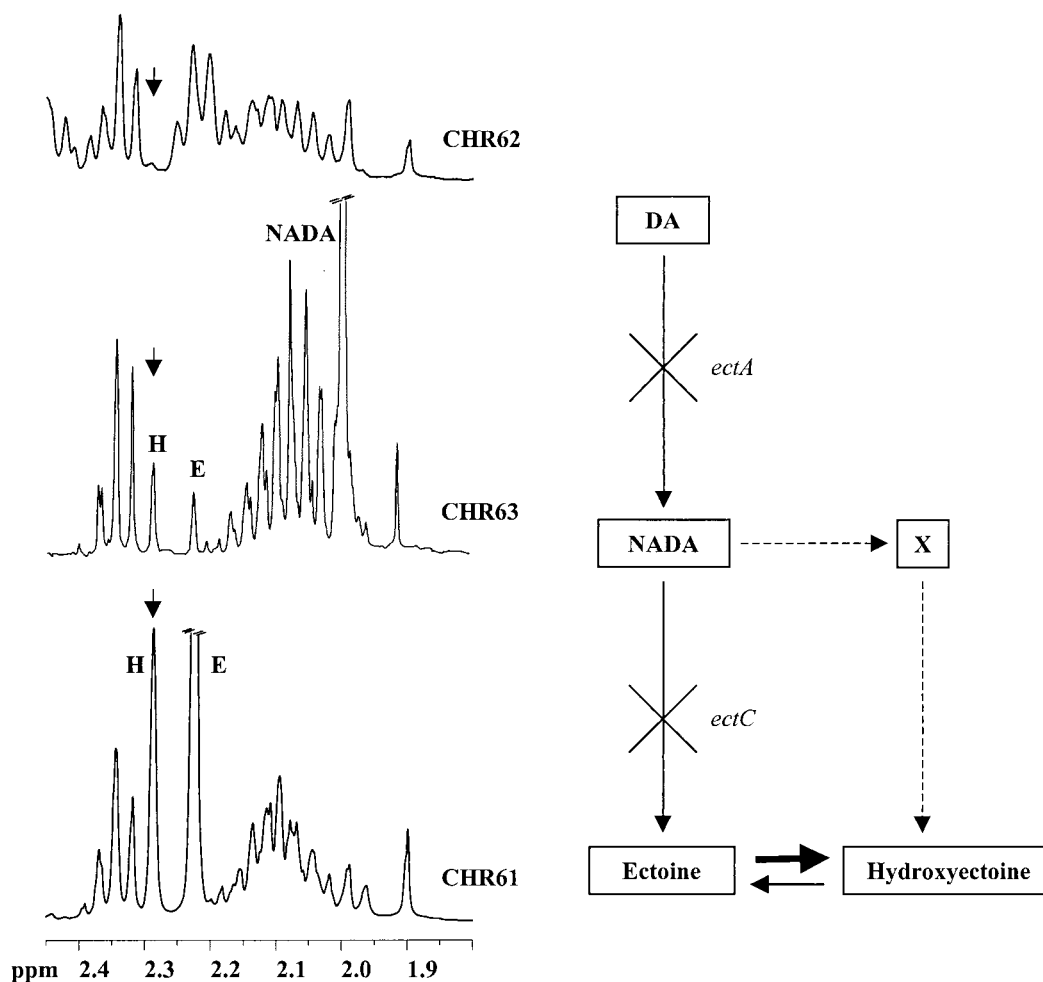 CHR62
NADA
H
E
CHR63
H
E
CHR61
ppm 2.4 2.3 2.2 2.1 2.0 1.9
DA
ectA
NADA
X
ectC
Ectoine
Hydroxyectoine